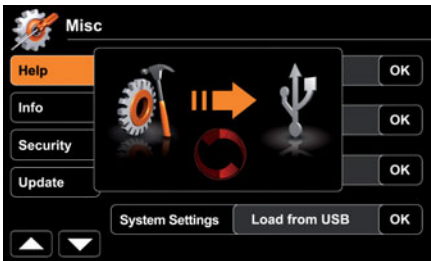 Misc
Help
OK
Info
OK
Security
OK
Update
System Settings Load from USB OK